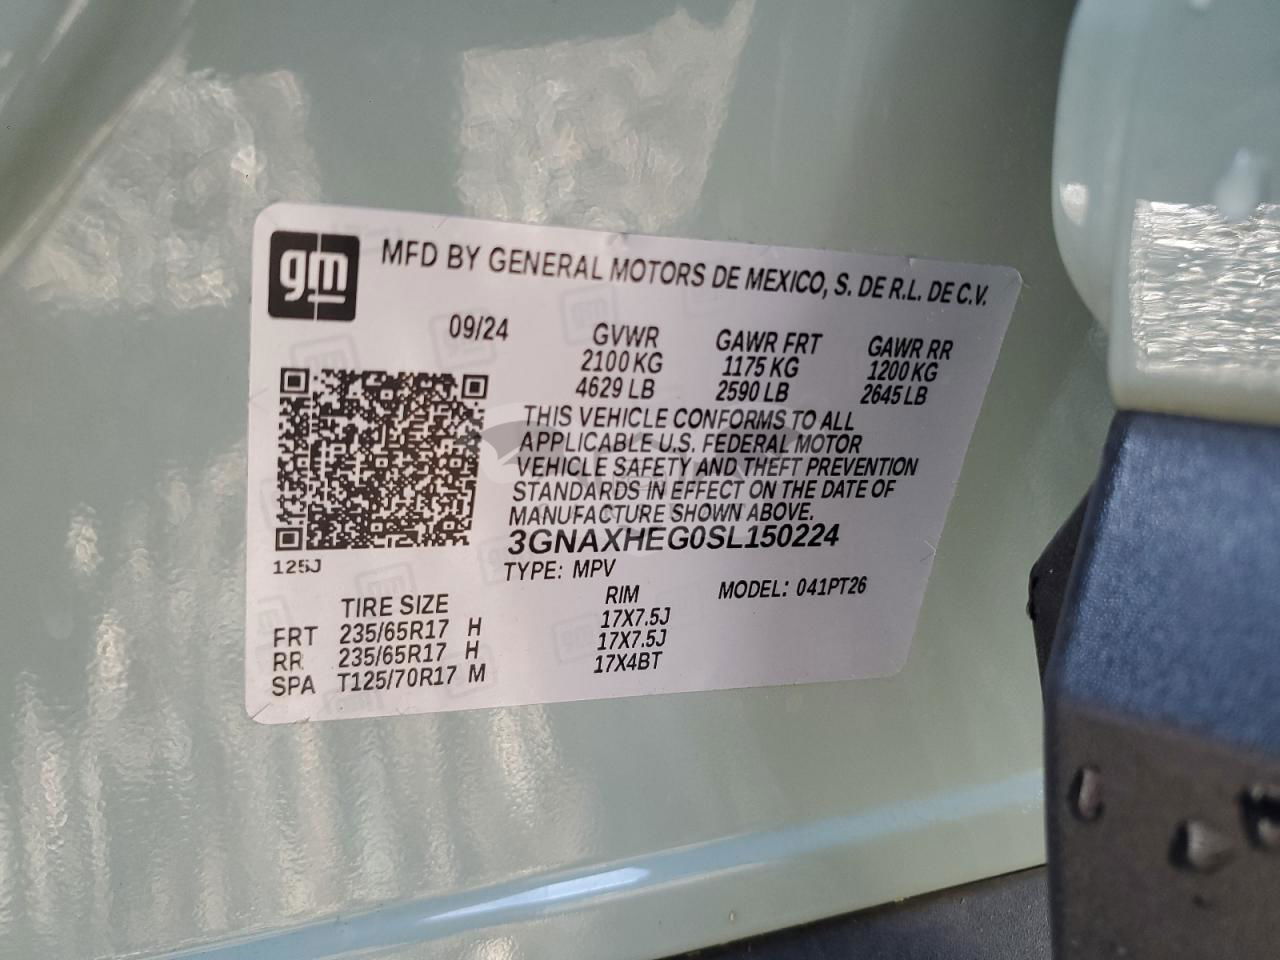 gm
MFD BY GENERAL MOTORS DE MEXICO, S. DE R.L. DE C.V.
09/24 GVWR GAWR FRT GAWR RR
2100 KG 1175 KG 1200 KG
4629 LB 2590 LB 2645 LB
THIS VEHICLE CONFORMS TO ALL
APPLICABLE U.S. FEDERAL MOTOR
VEHICLE SAFETY AND THEFT PREVENTION
STANDARDS IN EFFECT ON THE DATE OF
MANUFACTURE SHOWN ABOVE.
3GNAXHEG0SL150224
125J
TYPE: MPV
MODEL: 041PT26
TIRE SIZE RIM
FRT 235/65R17 H 17X7.5J
RR 235/65R17 H 17X7.5J
SPA T125/70R17 M 17X4BT